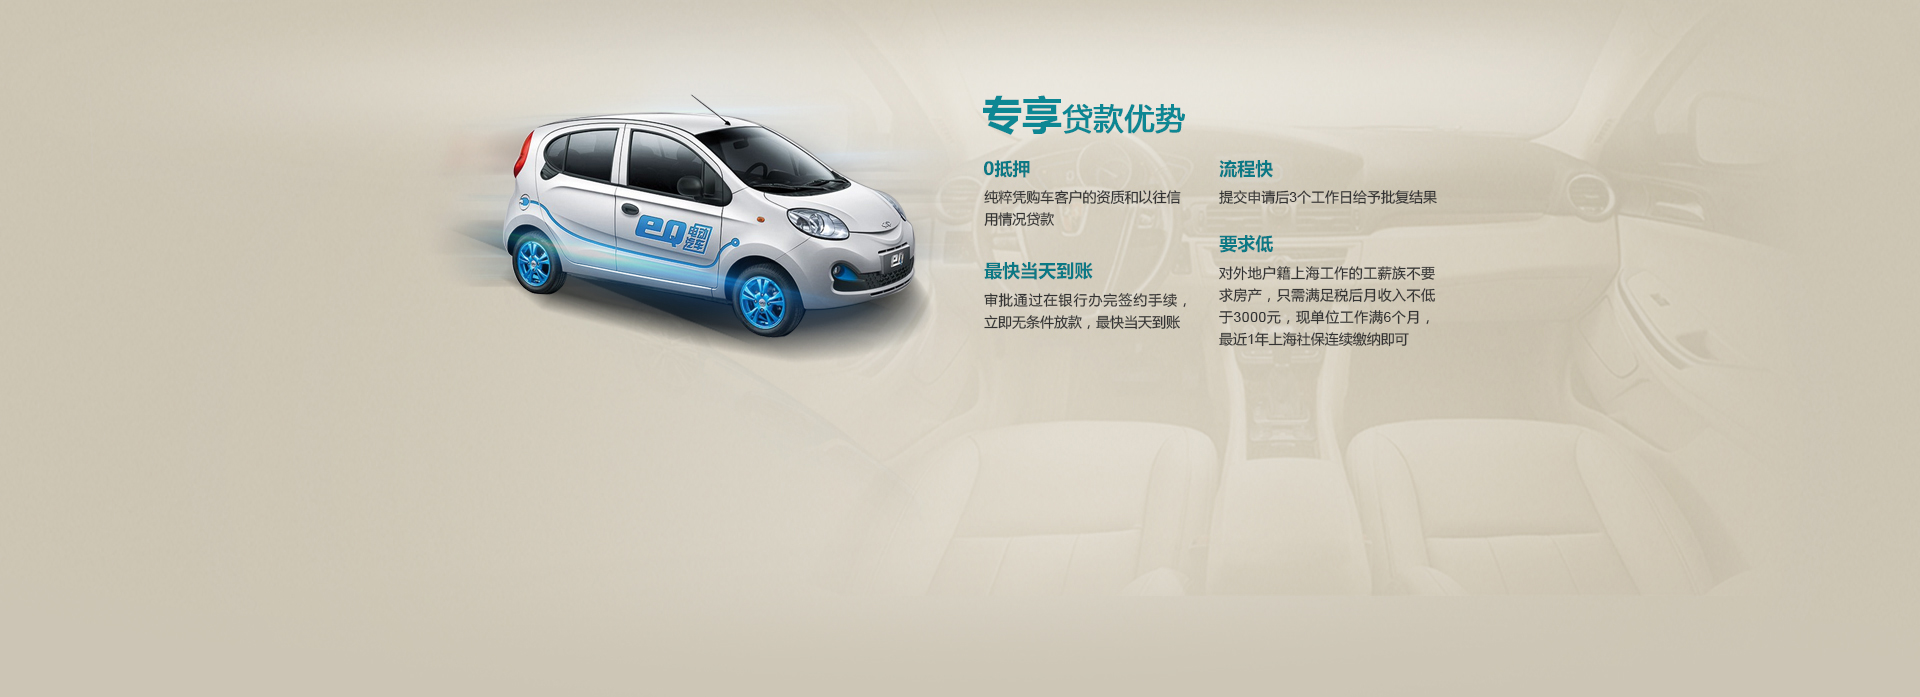 专享贷款优势
0抵押
纯粹凭购车客户的资质和以往信
用情况贷款
最快当天到账
审批通过在银行办完签约手续，
立即无条件放款，最快当天到账
流程快
提交申请后3个工作日给予批复结果
要求低
对外地户籍上海工作的工薪族不要
求房产，只需满足税后月收入不低
于3000元，现单位工作满6个月，
最近1年上海社保连续缴纳即可
eQ电动
汽车
eQ